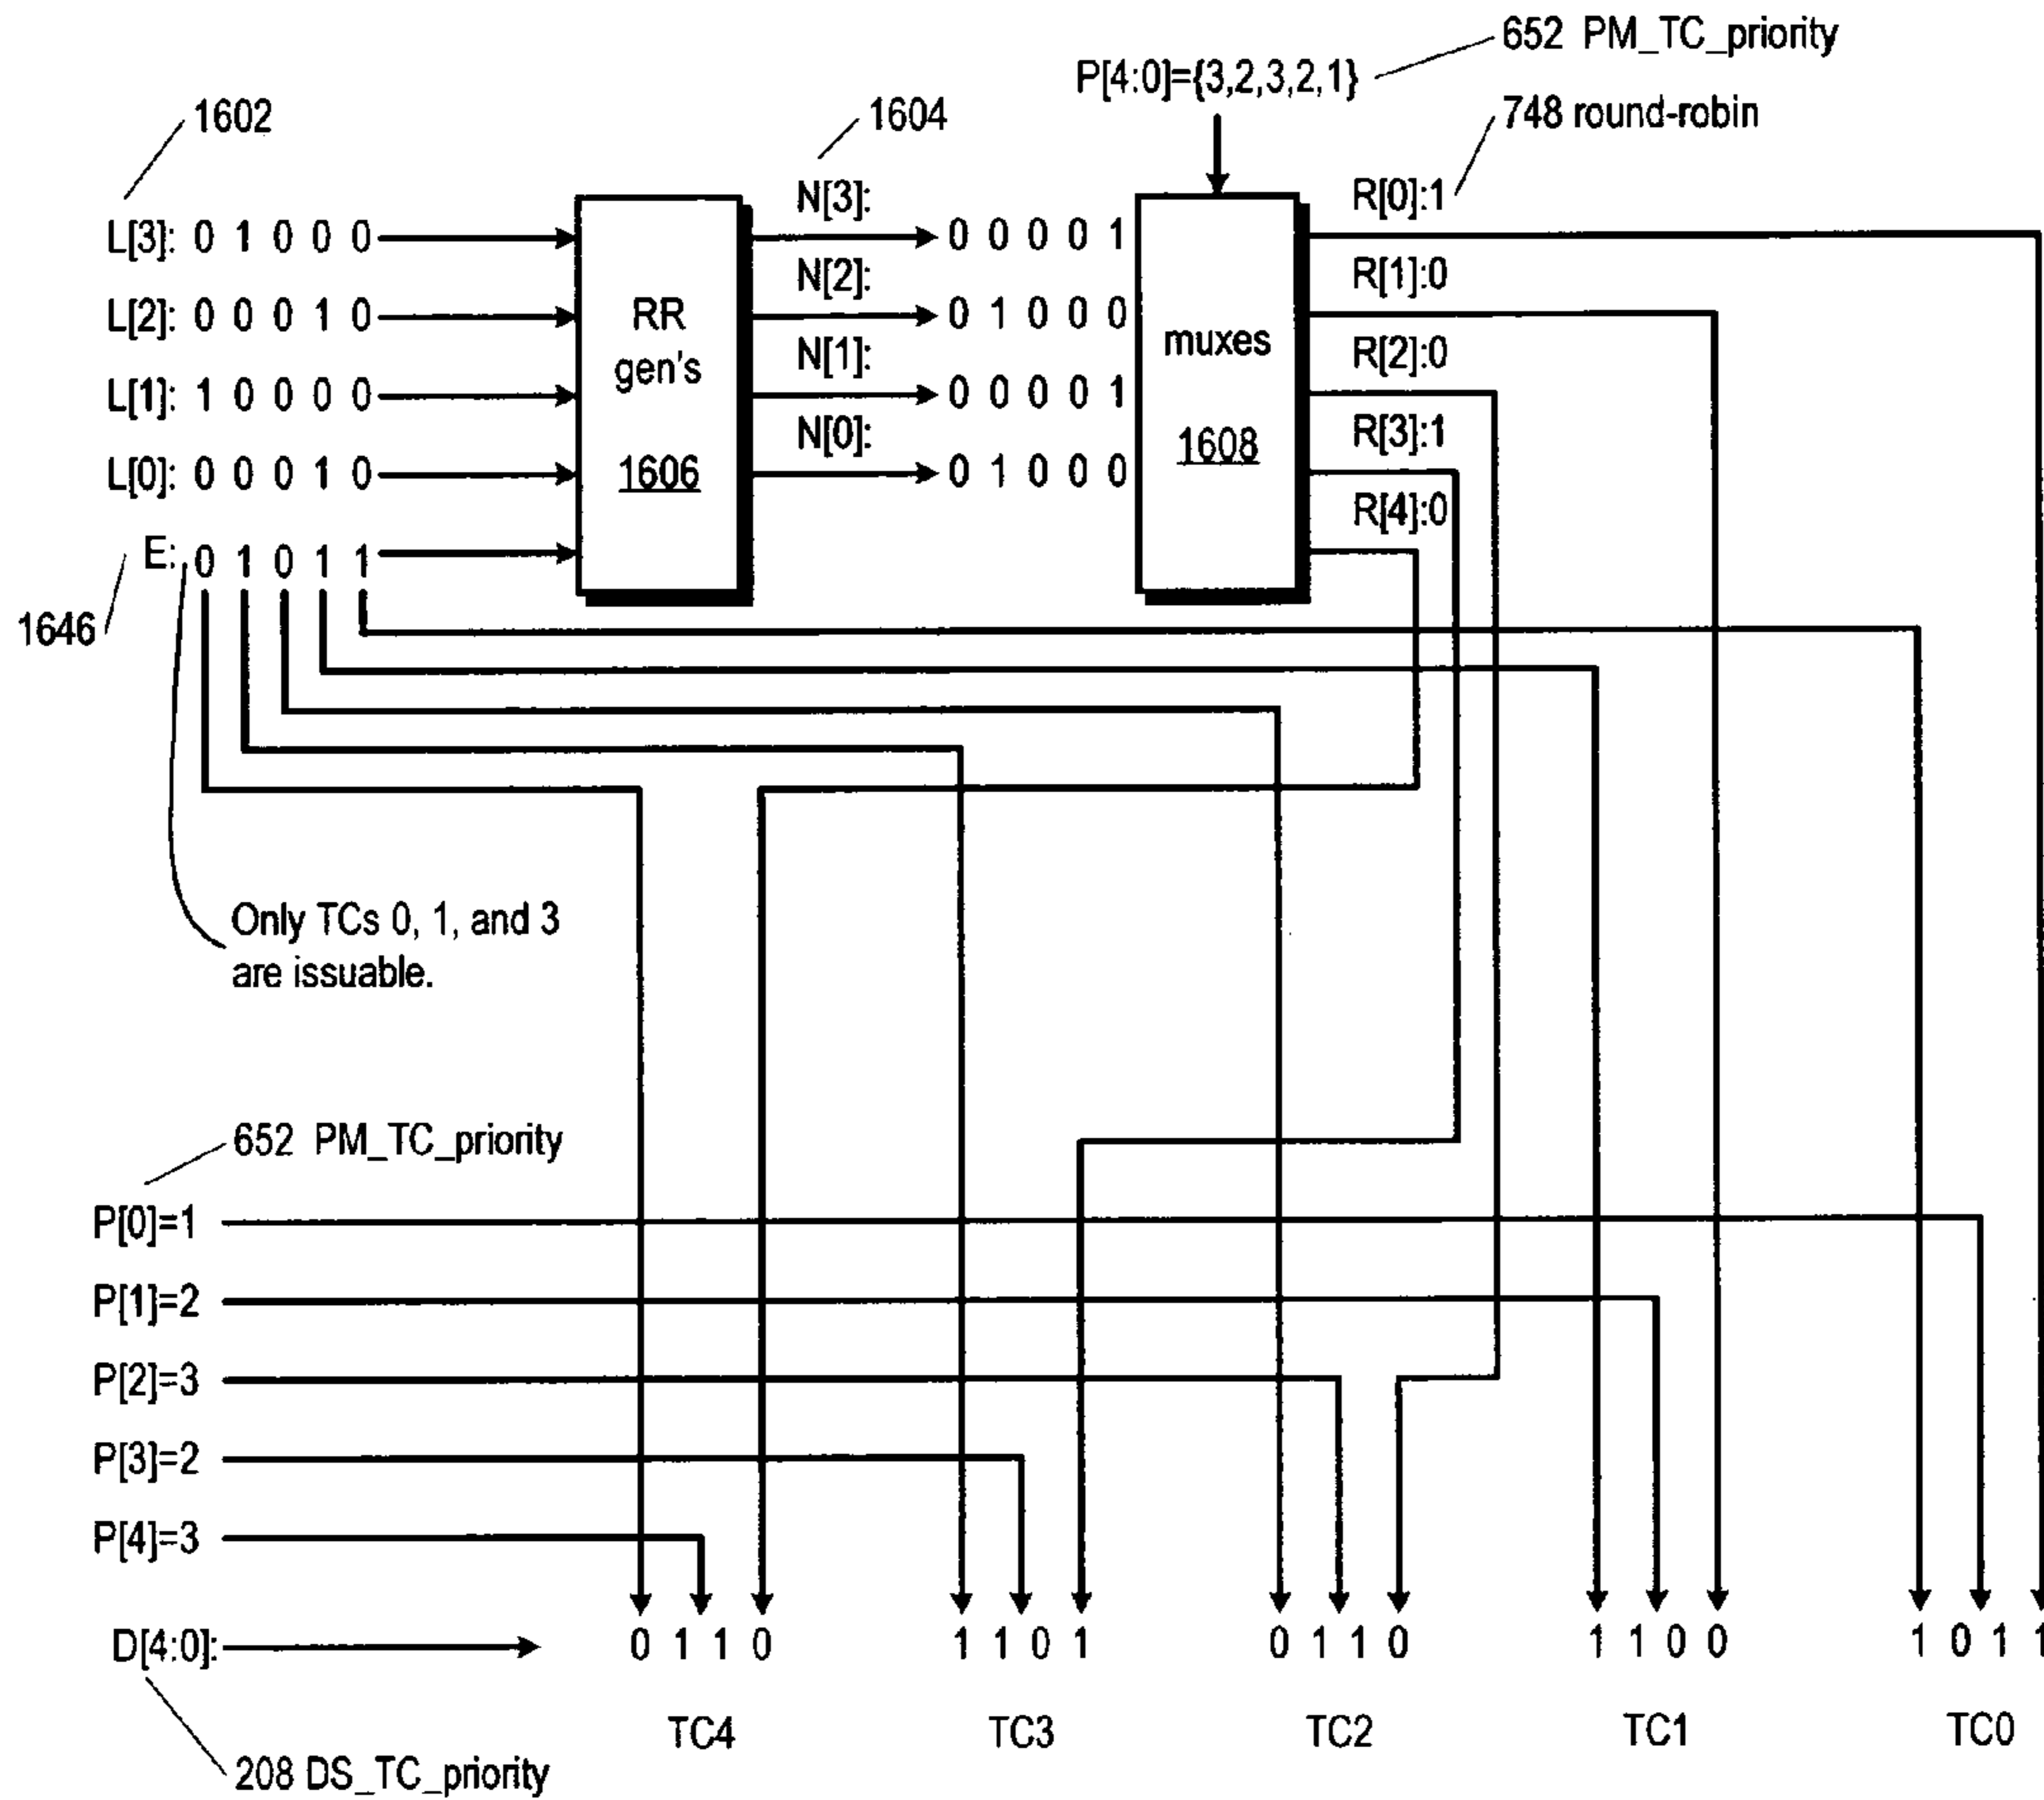 652 PM_TC_priority
P[4:0]={3,2,3,2,1}
1602
1604
748 round-robin
N[3]:
R[0]:1
L[3]: 0 1 0 0 0
0 0 0 0 1
N[2]:
R[1]:0
L[2]: 0 0 0 1 0
RR
0 1 0 0 0
muxes
gen's
N[1]:
R[2]:0
L[1]: 1 0 0 0 0
0 0 0 0 1
N[0]:
R[3]:1
1608
L[0]: 0 0 0 1 0
1606
0 1 0 0 0
R[4]:0
E: 0 1 0 1 1
1646
Only TCs 0, 1, and 3
are issuable.
652 PM_TC_priority
P[0]=1
P[1]=2
P[2]=3
P[3]=2
P[4]=3
D[4:0]: 0 1 1 0 1 1 0 1 0 1 1 0 1 1 0 0 1 0 1 1
TC4 TC3 TC2 TC1 TC0
208 DS_TC_priority